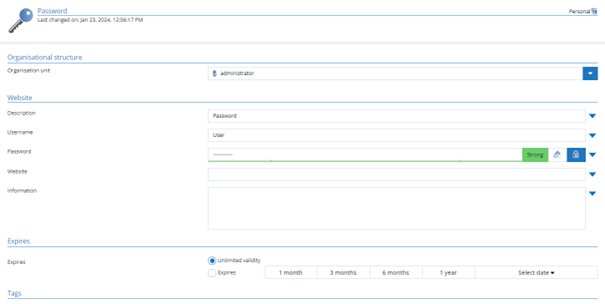 Password
Personal
Last changed on: Jan 23, 2024, 12:56:17 PM
Organisational structure
Organisation unit
administrator
Website
Description
Password
Username
User
Password
Strong
Website
Information
Expires
Expires
Unlimited validity
Expires
1 month
3 months
6 months
1 year
Select date
Tags